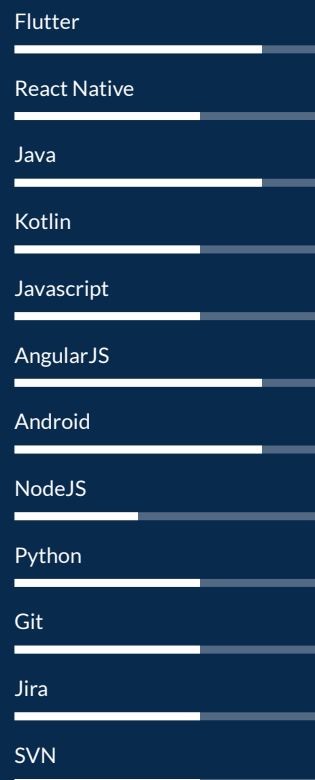 Flutter
React Native
Java
Kotlin
Javascript
AngularJS
Android
NodeJS
Python
Git
Jira
SVN